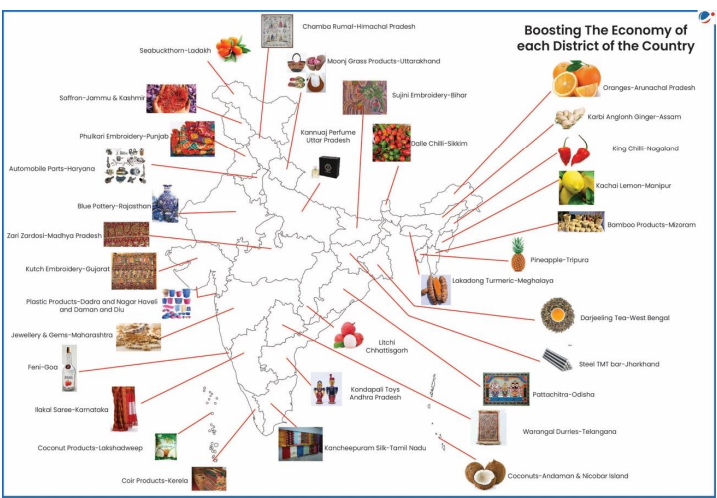 Boosting The Economy of
each District of the Country
Chamba Rumal-Himachal Pradesh
Seabuckthorn-Ladakh
Moonj Grass Products-Uttarakhand
Oranges-Arunachal Pradesh
Saffron-Jammu & Kashmir
Sujini Embroidery-Bihar
Karbi Anglonh Ginger-Assam
Phulkari Embroidery-Punjab
Kannuaj Perfume
Uttar Pradesh
Dalle Chilli-Sikkim
King Chilli-Nagaland
Automobile Parts-Haryana
Kachai Lemon-Manipur
Blue Pottery-Rajasthan
Bamboo Products-Mizoram
Zari Zardosi-Madhya Pradesh
Pineapple-Tripura
Kutch Embroidery-Gujarat
Lakadong Turmeric-Meghalaya
Plastic Products-Dadra and Nagar Haveli
and Daman and Diu
Darjeeling Tea-West Bengal
Jewellery & Gems-Maharashtra
Litchi
Chhattisgarh
Steel TMT bar-Jharkhand
Feni-Goa
Kondapali Toys
Andhra Pradesh
Pattachitra-Odisha
Ilakal Saree-Karnataka
Warangal Durries-Telangana
Coconut Products-Lakshadweep
Kancheepuram Silk-Tamil Nadu
Coir Products-Kerela
Coconuts-Andaman & Nicobar Island